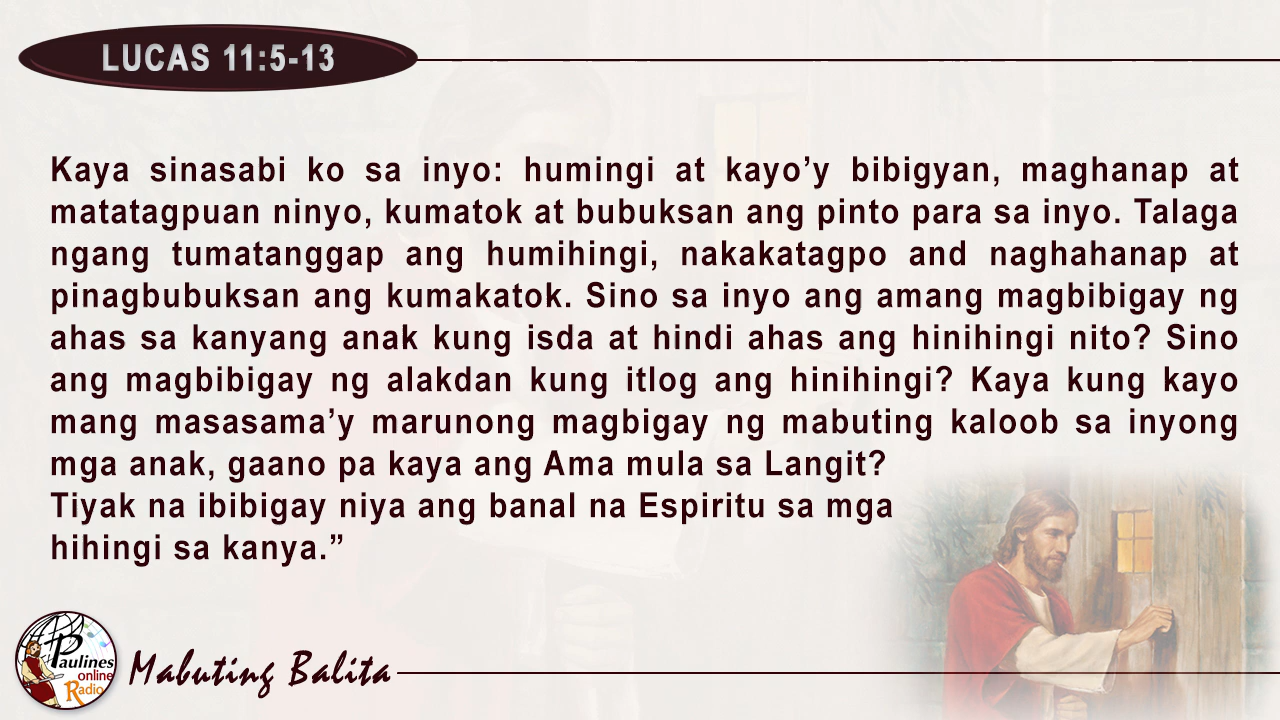 LUCAS 11:5-13
Kaya sinasabi ko sa inyo: humingi at kayo’y bibigyan, maghanap at
matatagpuan ninyo, kumatok at bubuksan ang pinto para sa inyo. Talaga
ngang tumatanggap ang humihingi, nakakatagpo and naghahanap at
pinagbubuksan ang kumakatok. Sino sa inyo ang amang magbibigay ng
ahas sa kanyang anak kung isda at hindi ahas ang hinihingi nito? Sino
ang magbibigay ng alakdan kung itlog ang hinihingi? Kaya kung kayo
mang masasama’y marunong magbigay ng mabuting kaloob sa inyong
mga anak, gaano pa kaya ang Ama mula sa Langit?
Tiyak na ibibigay niya ang banal na Espiritu sa mga
hihingi sa kanya.”
Paulines
online
Radio
Mabuting Balita